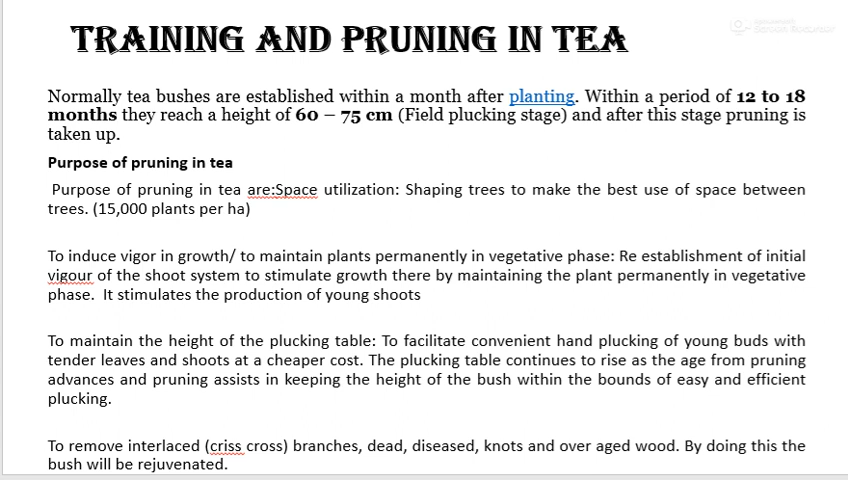 TRAINING AND PRUNING IN TEA
Normally tea bushes are established within a month after planting. Within a period of 12 to 18
months they reach a height of 60 – 75 cm (Field plucking stage) and after this stage pruning is
taken up.
Purpose of pruning in tea
Purpose of pruning in tea are:Space utilization: Shaping trees to make the best use of space between
trees. (15,000 plants per ha)
To induce vigor in growth/ to maintain plants permanently in vegetative phase: Re establishment of initial
vigour of the shoot system to stimulate growth there by maintaining the plant permanently in vegetative
phase. It stimulates the production of young shoots
To maintain the height of the plucking table: To facilitate convenient hand plucking of young buds with
tender leaves and shoots at a cheaper cost. The plucking table continues to rise as the age from pruning
advances and pruning assists in keeping the height of the bush within the bounds of easy and efficient
plucking.
To remove interlaced (criss cross) branches, dead, diseased, knots and over aged wood. By doing this the
bush will be rejuvenated.